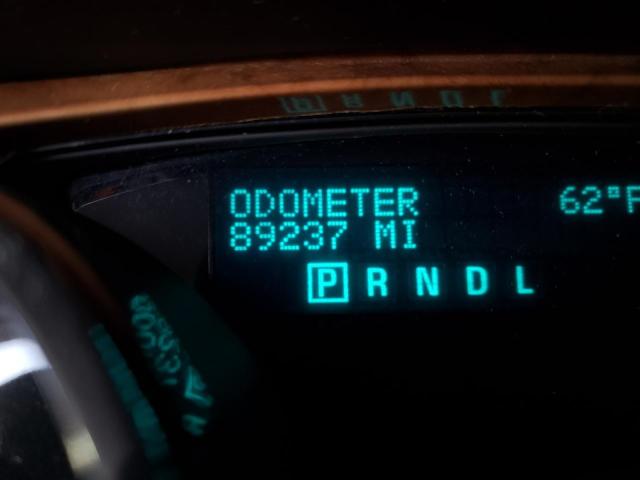 ODOMETER 62°F
89237 MI
P R N D L